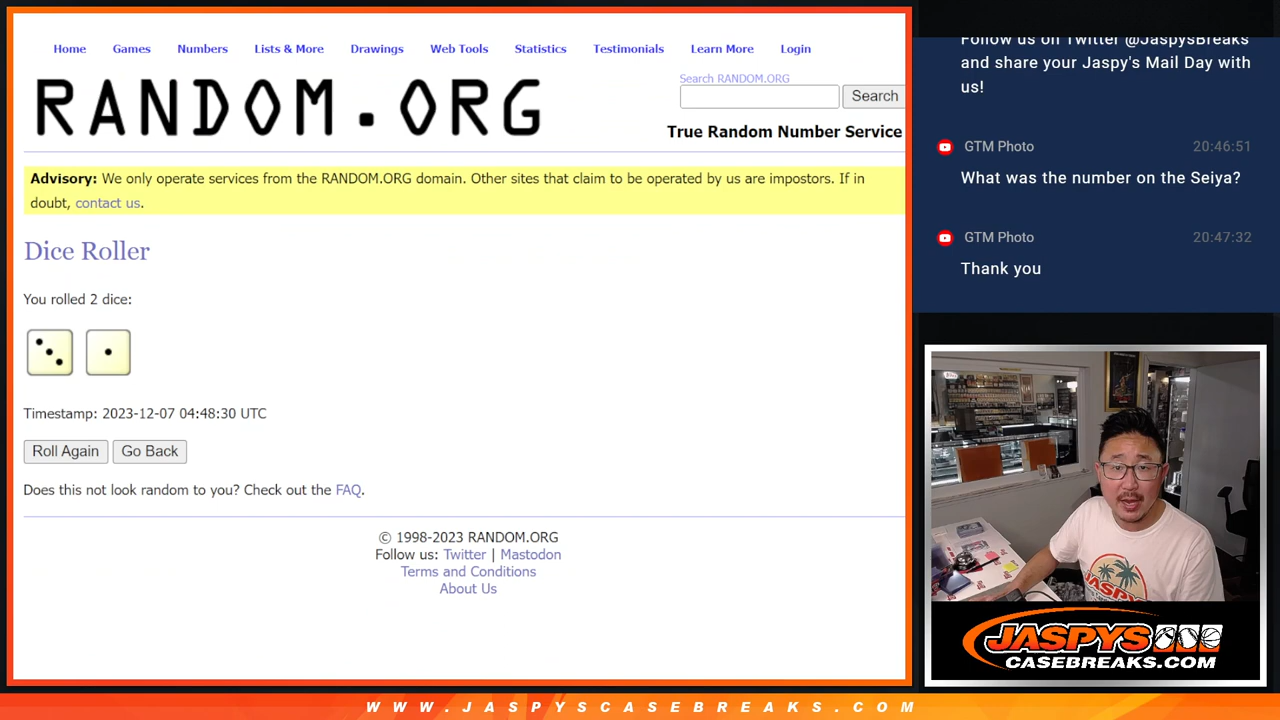 Home Games Numbers Lists & More Drawings Web Tools Statistics Testimonials Learn More Login
RANDOM.ORG
Search RANDOM.ORG
Search
True Random Number Service
Advisory: We only operate services from the RANDOM.ORG domain. Other sites that claim to be operated by us are impostors. If in
doubt, contact us.
Dice Roller
You rolled 2 dice:
Timestamp: 2023-12-07 04:48:30 UTC
Roll Again Go Back
Does this not look random to you? Check out the FAQ.
© 1998-2023 RANDOM.ORG
Follow us: Twitter | Mastodon
Terms and Conditions
About Us
Follow us on Twitter @JaspysBreaks
and share your Jaspy's Mail Day with
us!
GTM Photo 20:46:51
What was the number on the Seiya?
GTM Photo 20:47:32
Thank you
JASPYS
CASEBREAKS.COM
WWW.JASPYSCASEBREAKS.COM